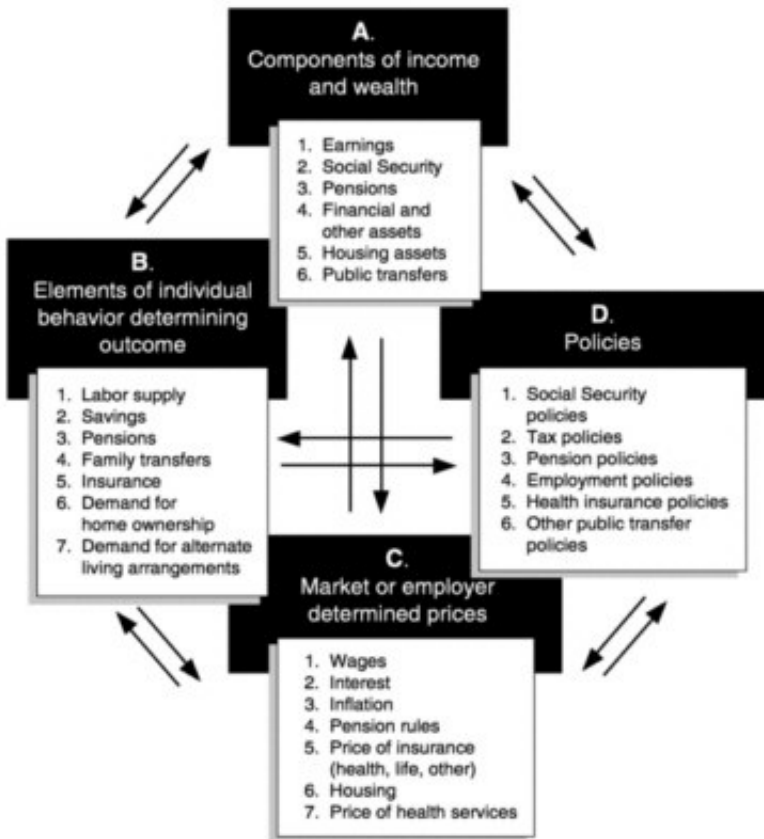 A.
Components of income
and wealth
1. Earnings
2. Social Security
3. Pensions
4. Financial and
other assets
5. Housing assets
6. Public transfers
B.
Elements of individual
behavior determining
outcome
1. Labor supply
2. Savings
3. Pensions
4. Family transfers
5. Insurance
6. Demand for
home ownership
7. Demand for alternate
living arrangements
D.
Policies
1. Social Security
policies
2. Tax policies
3. Pension policies
4. Employment policies
5. Health insurance policies
6. Other public transfer
policies
C.
Market or employer
determined prices
1. Wages
2. Interest
3. Inflation
4. Pension rules
5. Price of insurance
(health, life, other)
6. Housing
7. Price of health services